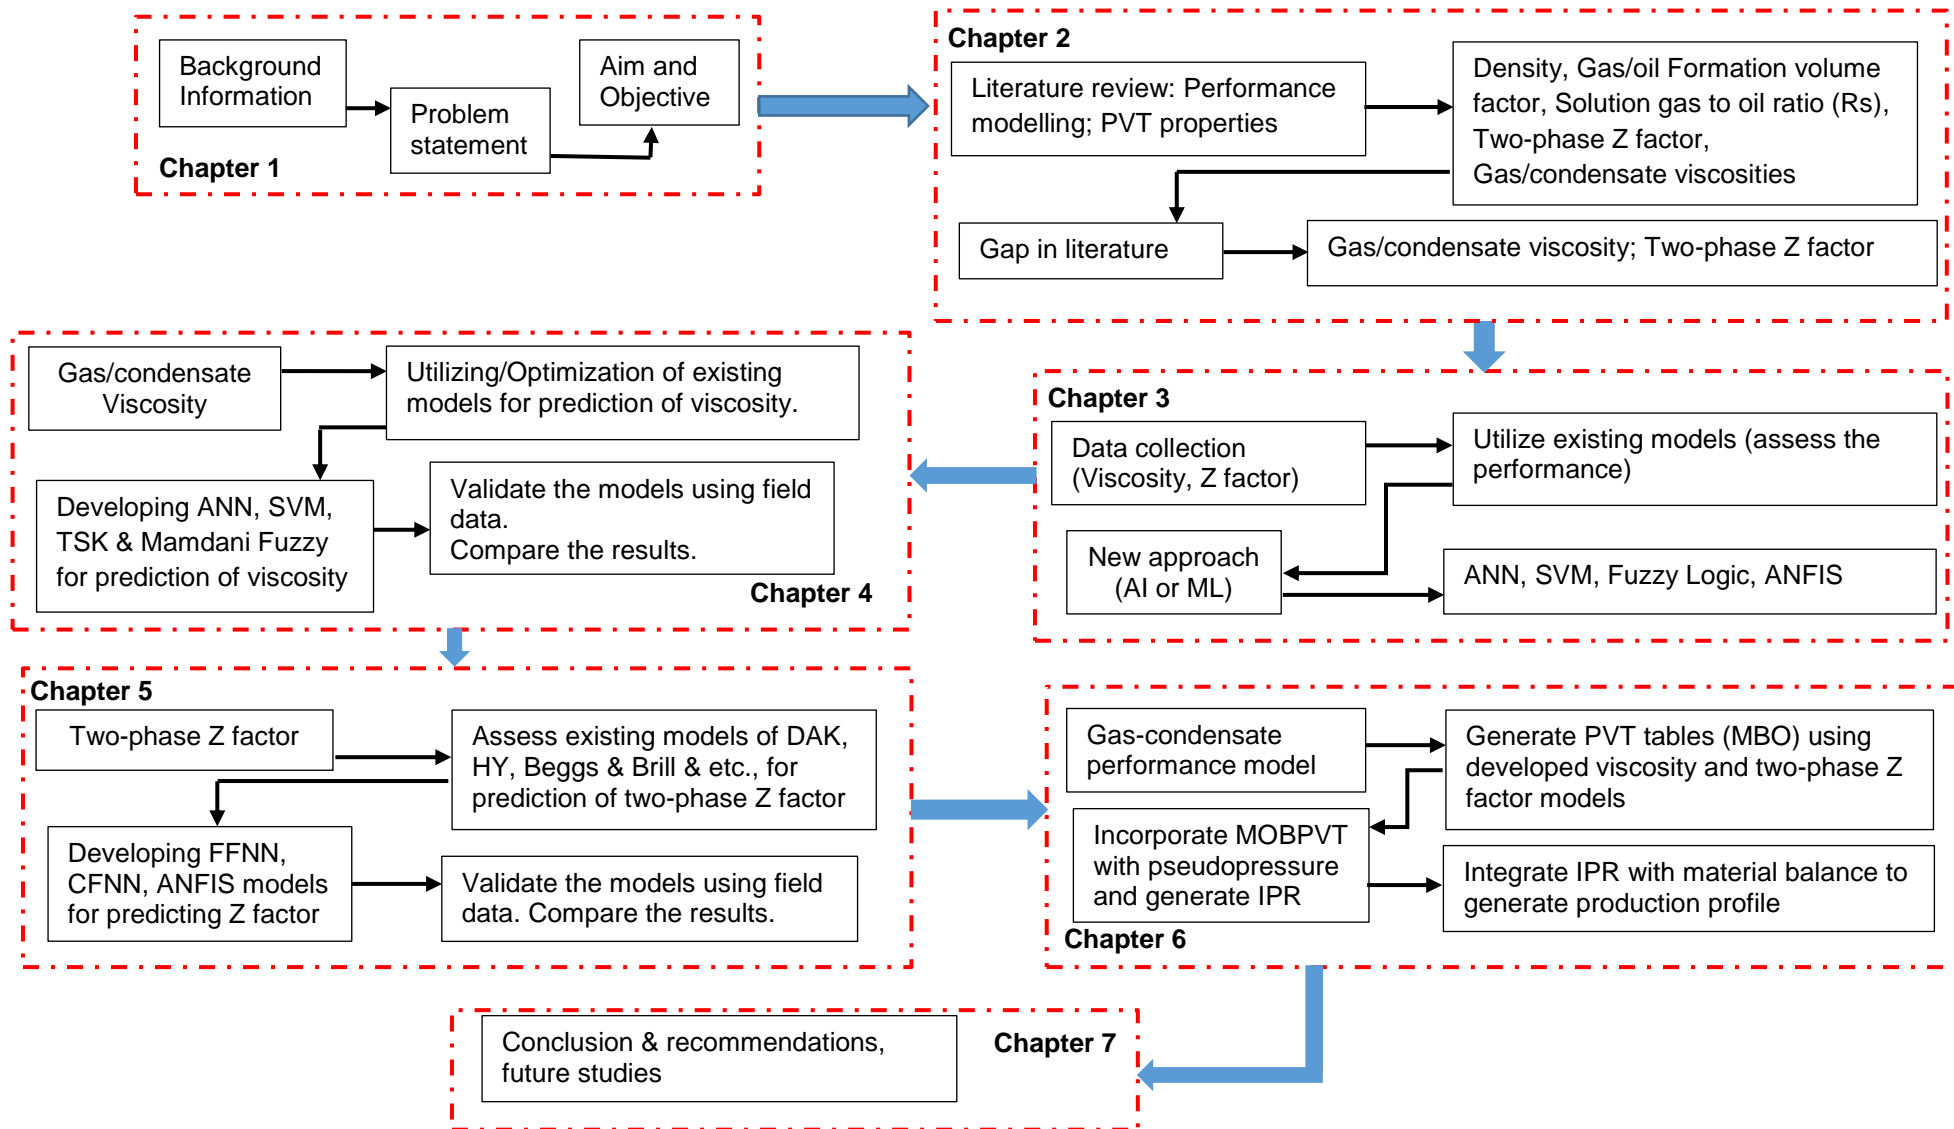 Background
Information
Problem
statement
Aim and
Objective
Chapter 1
Chapter 2
Literature review: Performance
modelling; PVT properties
Density, Gas/oil Formation volume
factor, Solution gas to oil ratio (Rs),
Two-phase Z factor,
Gas/condensate viscosities
Gap in literature
Gas/condensate viscosity; Two-phase Z factor
Chapter 3
Data collection
(Viscosity, Z factor)
Utilize existing models (assess the
performance)
New approach
(AI or ML)
ANN, SVM, Fuzzy Logic, ANFIS
Gas/condensate
Viscosity
Utilizing/Optimization of existing
models for prediction of viscosity.
Developing ANN, SVM,
TSK & Mamdani Fuzzy
for prediction of viscosity
Validate the models using field
data.
Compare the results.
Chapter 4
Chapter 5
Two-phase Z factor
Assess existing models of DAK,
HY, Beggs & Brill & etc., for
prediction of two-phase Z factor
Developing FFNN,
CFNN, ANFIS models
for predicting Z factor
Validate the models using field
data. Compare the results.
Gas-condensate
performance model
Generate PVT tables (MBO) using
developed viscosity and two-phase Z
factor models
Incorporate MOBPVT
with pseudopressure
and generate IPR
Integrate IPR with material balance to
generate production profile
Chapter 6
Conclusion & recommendations,
future studies
Chapter 7